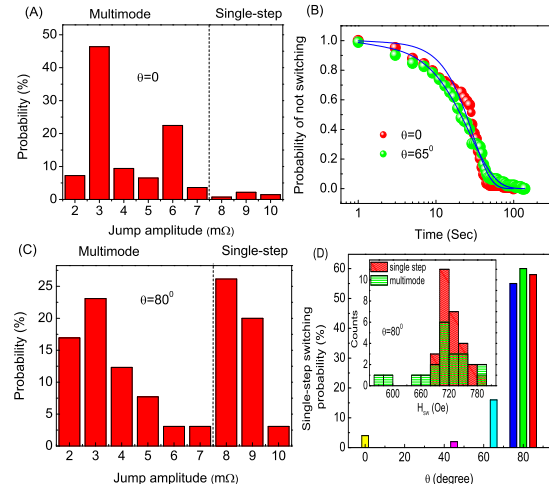 (A)
Multimode
Single-step
θ=0
Probability (%)
50
40
30
20
10
0
2 3 4 5 6 7 8 9 10
Jump amplitude (mΩ)
(B)
Probability of not switching
1.0
0.8
0.6
0.4
0.2
0.0
θ=0
θ=65⁰
1 10 100
Time (Sec)
(C)
Multimode
Single-step
θ=80⁰
Probability (%)
25
20
15
10
5
0
2 3 4 5 6 7 8 9 10
Jump amplitude (mΩ)
(D)
Single-step switching
probability (%)
60
50
40
30
20
10
0
single step
multimode
θ=80⁰
Counts
10
8
6
4
2
0
600 660 720 780
H_SW (Oe)
0 20 40 60 80
θ (degree)